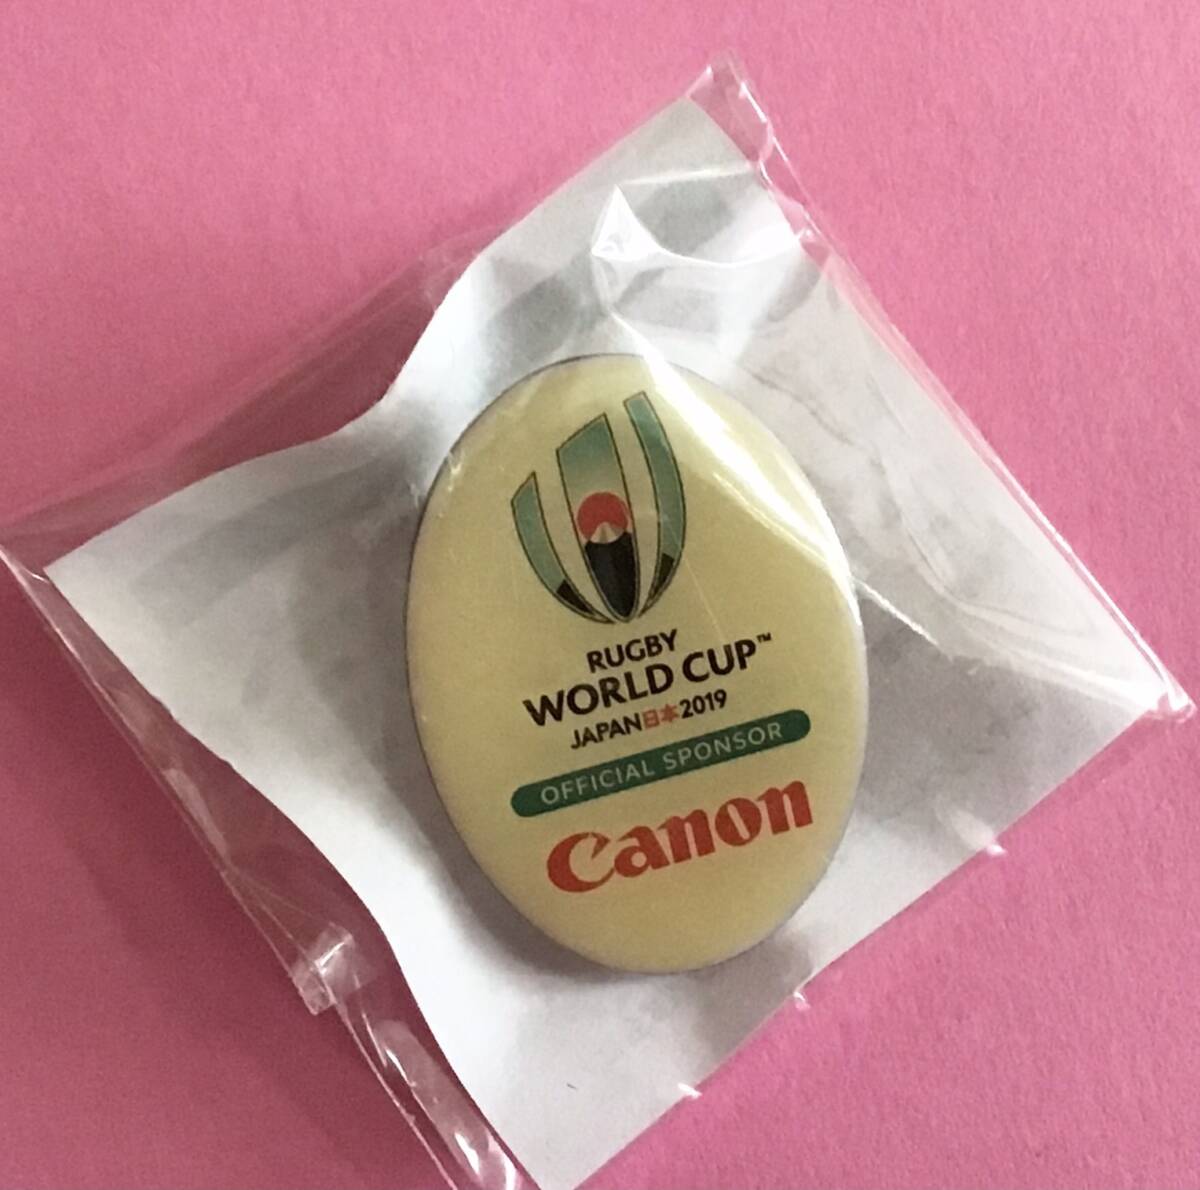 RUGBY
WORLD CUP™
JAPAN日本2019
OFFICIAL SPONSOR
Canon